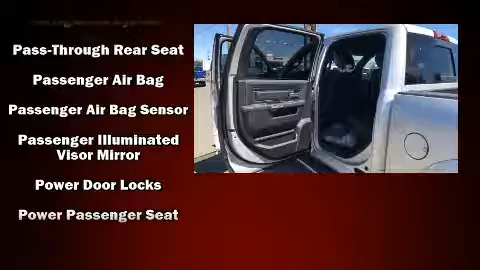 Pass-Through Rear Seat
Passenger Air Bag
Passenger Air Bag Sensor
Passenger Illuminated
Visor Mirror
Power Door Locks
Power Passenger Seat